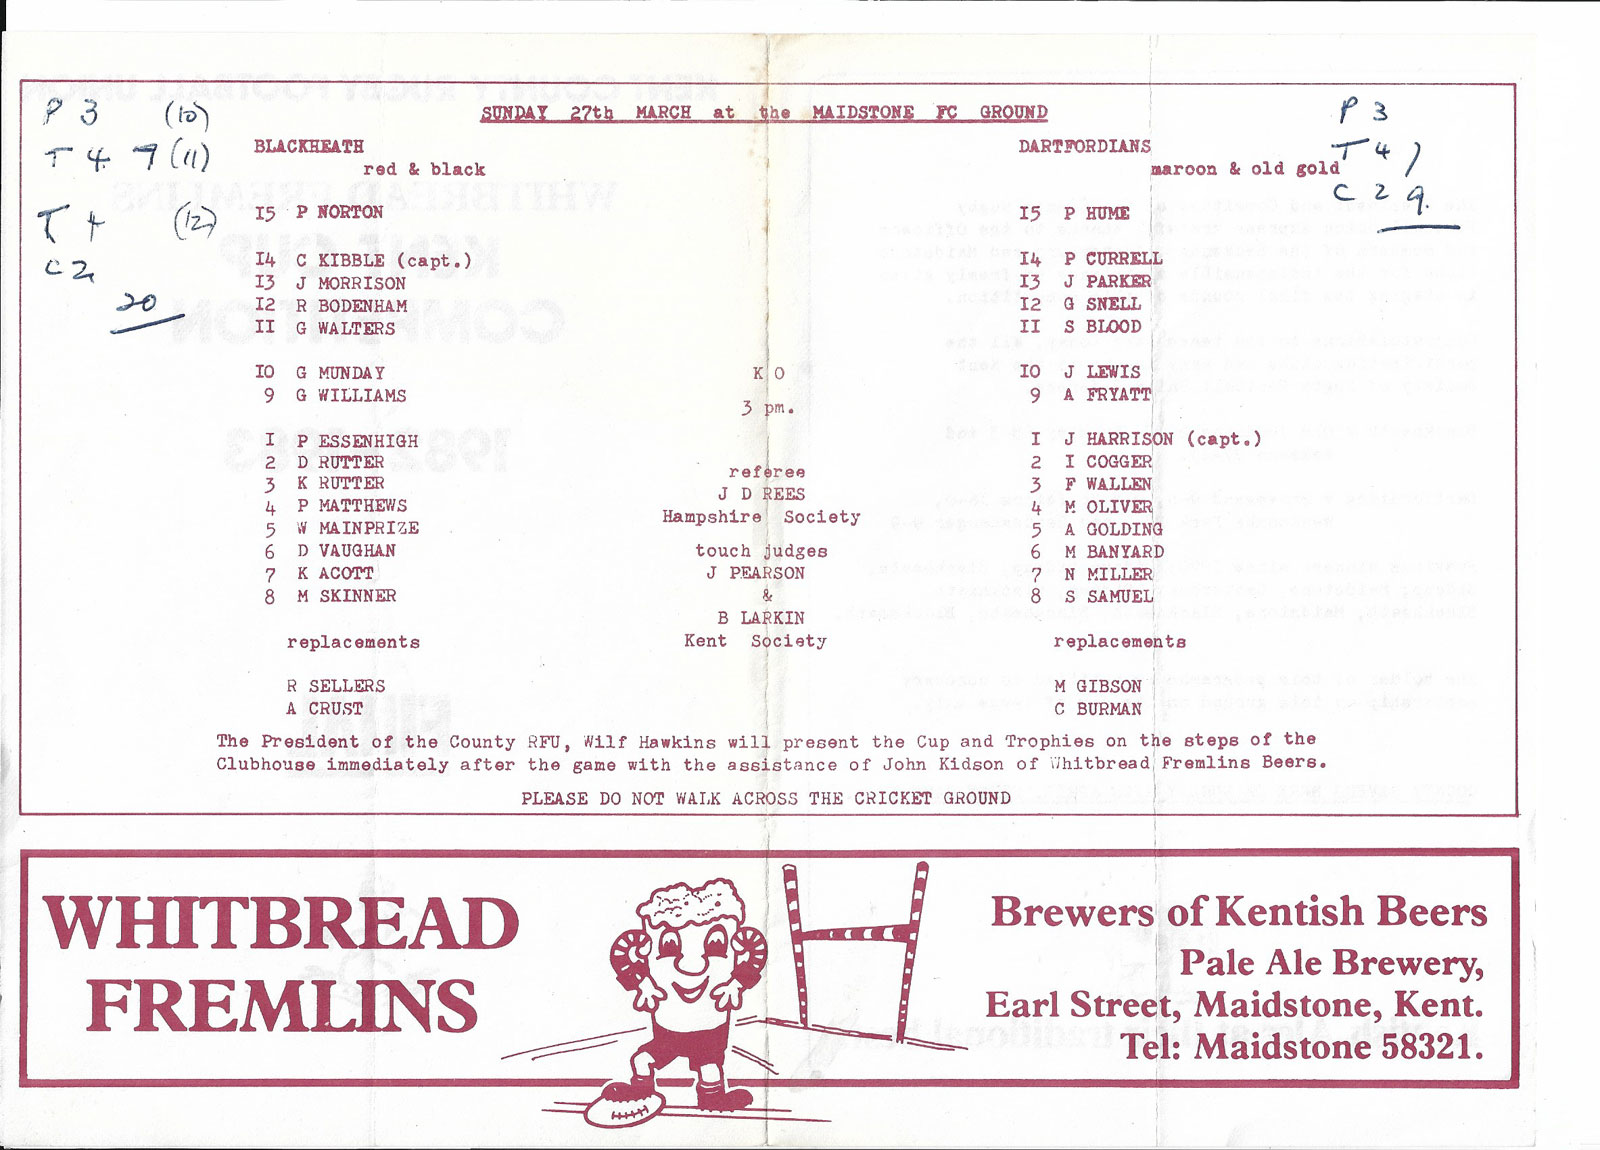 SUNDAY 27th MARCH at the MAIDSTONE FC GROUND
P 3 (10)
T 4 7 (11)
T 4 (12)
C 2
20
BLACKHEATH
red & black
15 P NORTON
14 C KIBBLE (capt.)
13 J MORRISON
12 R BODENHAM
11 G WALTERS
10 G MUNDAY
9 G WILLIAMS
1 P ESSENHIGH
2 D RUTTER
3 K RUTTER
4 P MATTHEWS
5 W MAINPRIZE
6 D VAUGHAN
7 K ACOTT
8 M SKINNER
replacements
R SELLERS
A CRUST
K O
3 pm.
referee
J D REES
Hampshire Society
touch judges
J PEARSON
&
B LARKIN
Kent Society
P 3
T 4
C 2 9.
DARTFORDIANS
maroon & old gold
15 P HUME
14 P CURRELL
13 J PARKER
12 G SNELL
11 S BLOOD
10 J LEWIS
9 A FRYATT
1 J HARRISON (capt.)
2 I COGGER
3 F WALLEN
4 M OLIVER
5 A GOLDING
6 M BANYARD
7 N MILLER
8 S SAMUEL
replacements
M GIBSON
C BURMAN
The President of the County RFU, Wilf Hawkins will present the Cup and Trophies on the steps of the
Clubhouse immediately after the game with the assistance of John Kidson of Whitbread Fremlins Beers.
PLEASE DO NOT WALK ACROSS THE CRICKET GROUND
WHITBREAD
FREMLINS
Brewers of Kentish Beers
Pale Ale Brewery,
Earl Street, Maidstone, Kent.
Tel: Maidstone 58321.